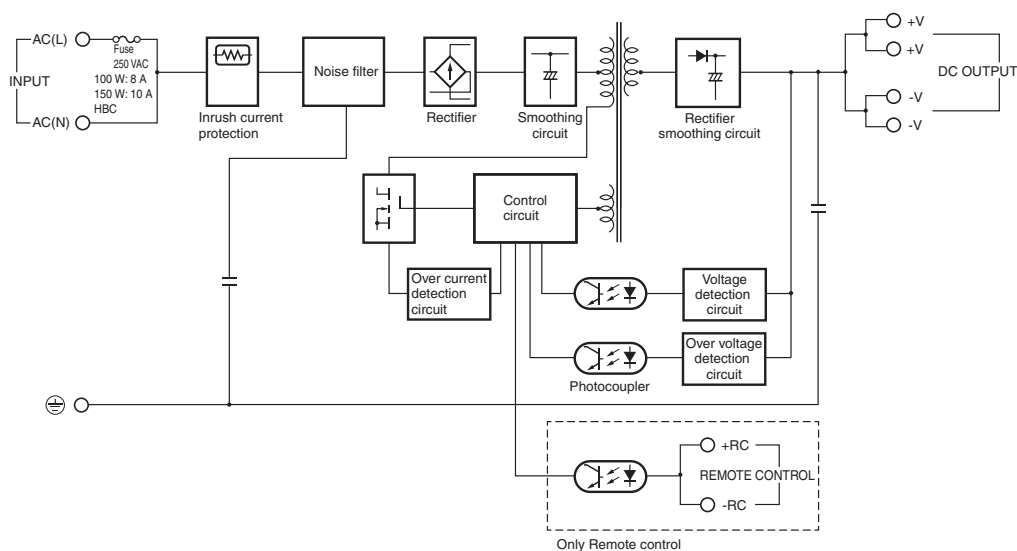 AC(L)
Fuse
250 VAC
100 W: 8 A
150 W: 10 A
HBC
INPUT
AC(N)
Inrush current
protection
Noise filter
Rectifier
Smoothing
circuit
Rectifier
smoothing circuit
+V
+V
DC OUTPUT
-V
-V
Control
circuit
Over current
detection
circuit
Voltage
detection
circuit
Over voltage
detection
circuit
Photocoupler
+RC
REMOTE CONTROL
-RC
Only Remote control